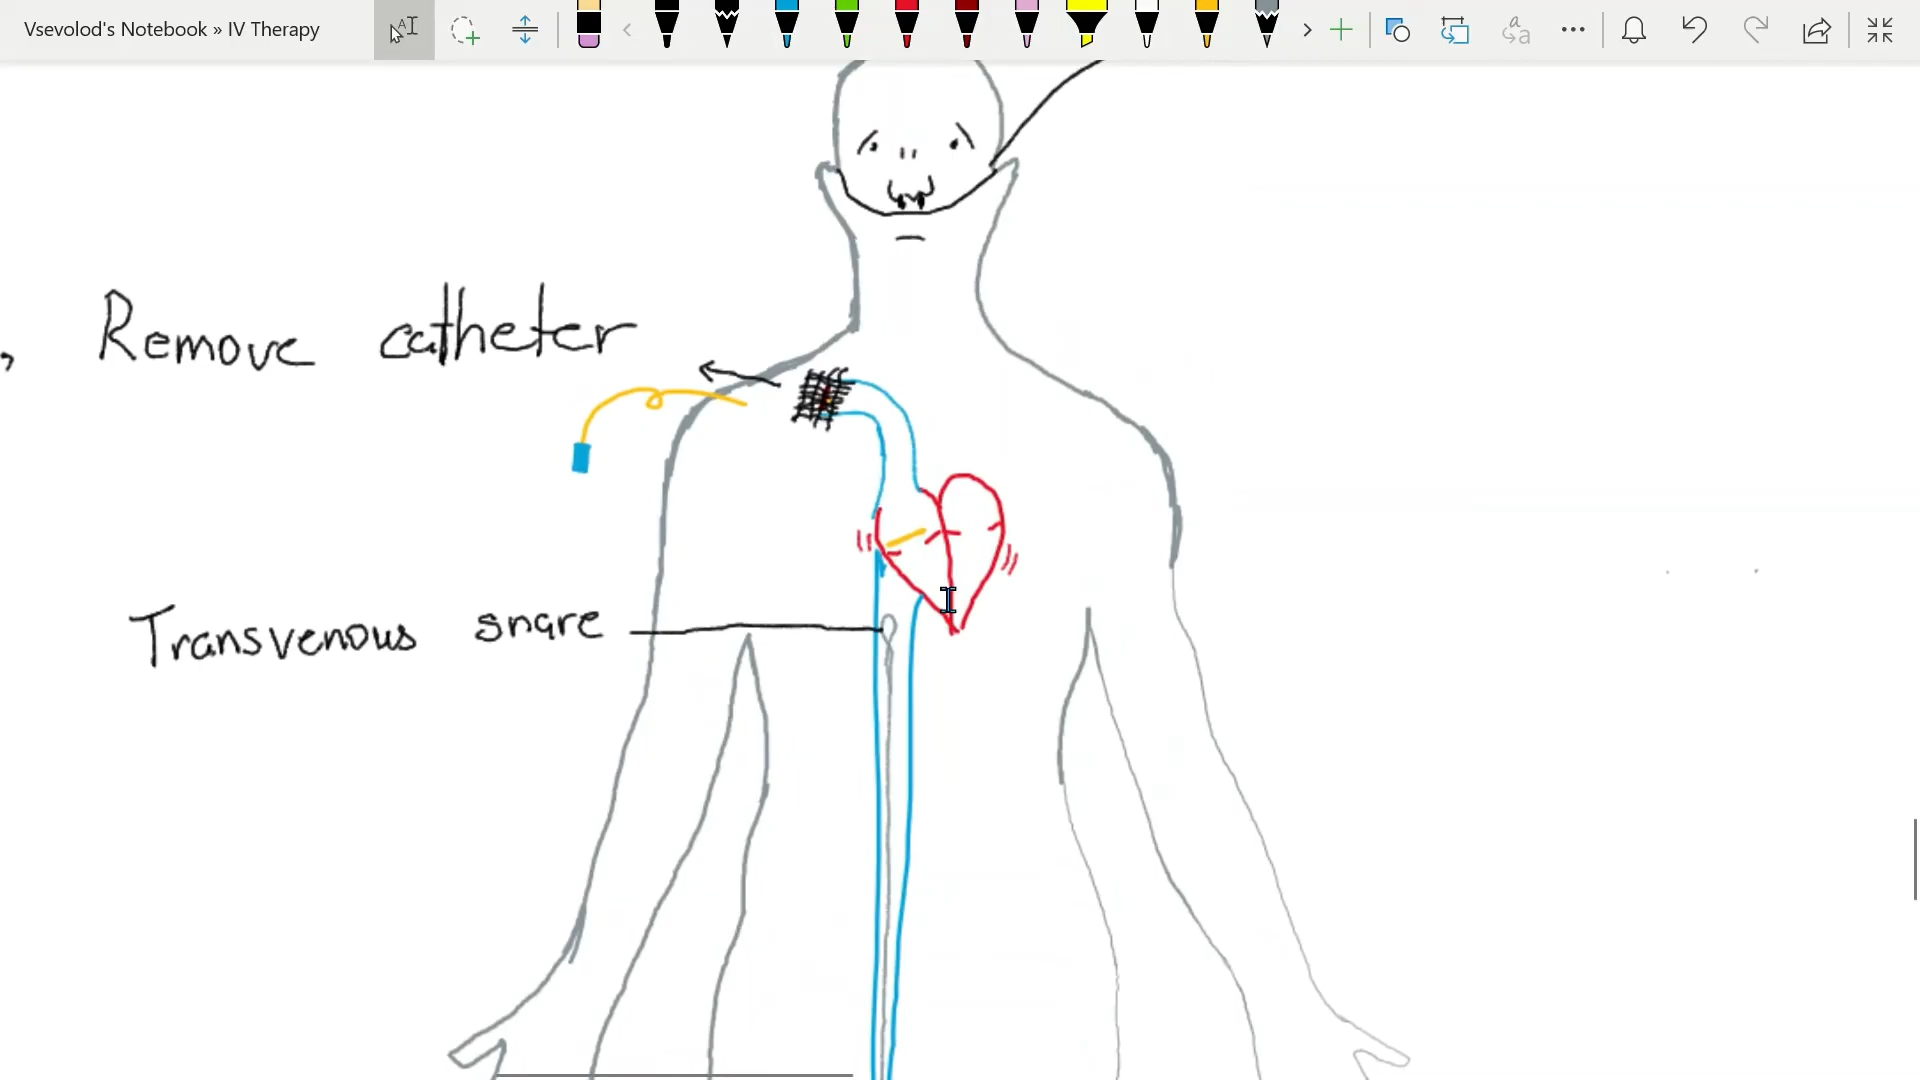 Vsevolod's Notebook » IV Therapy
, Remove catheter
Transvenous snare